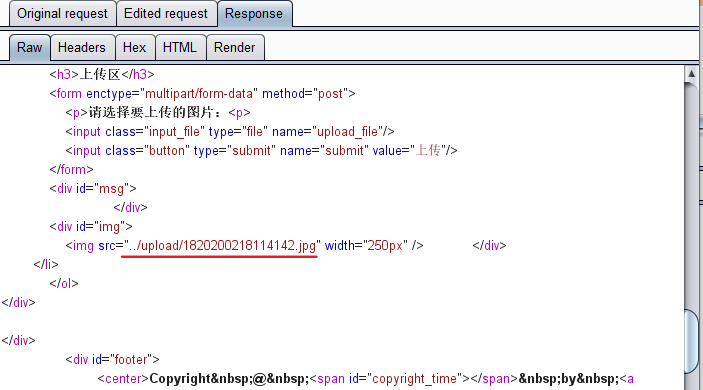 Original request Edited request Response
Raw Headers Hex HTML Render
<h3>上传区</h3>
<form enctype="multipart/form-data" method="post">
<p>请选择要上传的图片：<p>
<input class="input_file" type="file" name="upload_file"/>
<input class="button" type="submit" name="submit" value="上传"/>
</form>
<div id="msg">
</div>
<div id="img">
<img src="../upload/1820200218114142.jpg" width="250px" /> </div>
</li>
</ol>
</div>
</div>
<div id="footer">
<center>Copyright&nbsp;@&nbsp;<span id="copyright_time"></span>&nbsp;by&nbsp;<a